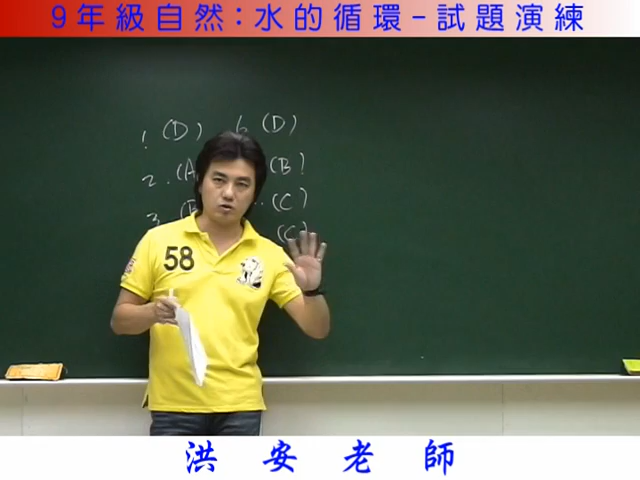 9年級自然:水的循環-試題演練
1. (D) 6. (D)
2. (A (B)
3. (C)
(C)
58
洪安老師